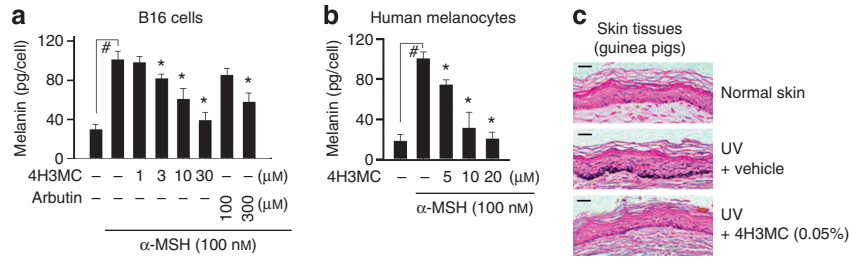 a
B16 cells
Melanin (pg/cell)
120
80
40
0
#
* * * *
4H3MC – – 1 3 10 30 – – (μM)
Arbutin – – – – – – 100 300 (μM)
α-MSH (100 nM)
b
Human melanocytes
Melanin (pg/cell)
120
80
40
0
#
* * *
4H3MC – – 5 10 20 (μM)
α-MSH (100 nM)
c
Skin tissues
(guinea pigs)
Normal skin
UV
+ vehicle
UV
+ 4H3MC (0.05%)